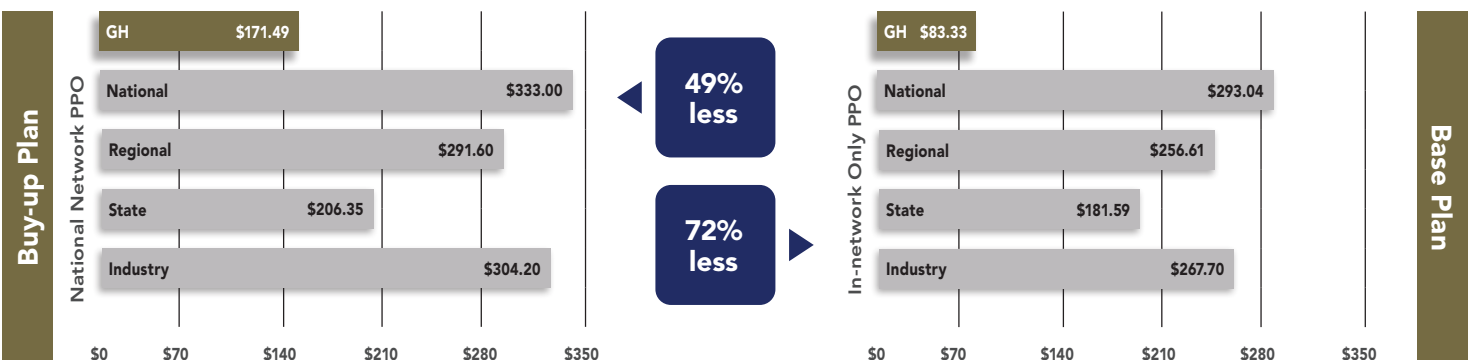 Buy-up Plan
National Network PPO
GH $171.49
National $333.00
Regional $291.60
State $206.35
Industry $304.20
$0 $70 $140 $210 $280 $350
49%
less
72%
less
In-network Only PPO
GH $83.33
National $293.04
Regional $256.61
State $181.59
Industry $267.70
$0 $70 $140 $210 $280 $350
Base Plan